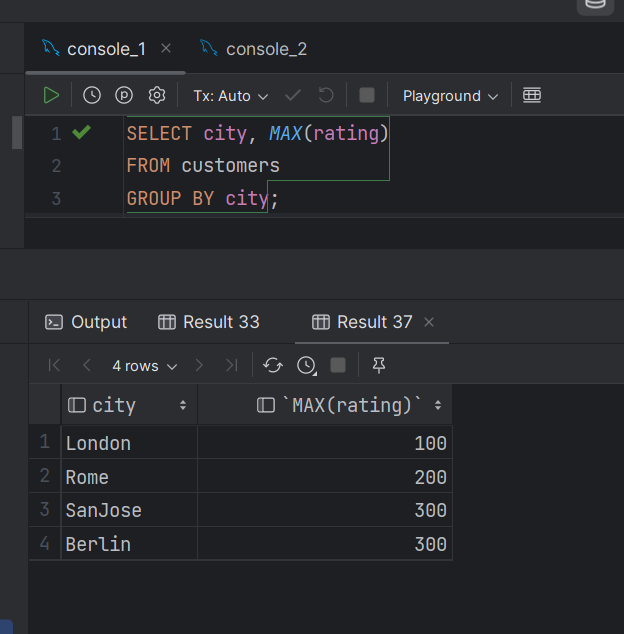 console_1 console_2
Tx: Auto Playground
1 SELECT city, MAX(rating)
2 FROM customers
3 GROUP BY city;
Output Result 33 Result 37
4 rows
city `MAX(rating)`
1 London 100
2 Rome 200
3 SanJose 300
4 Berlin 300